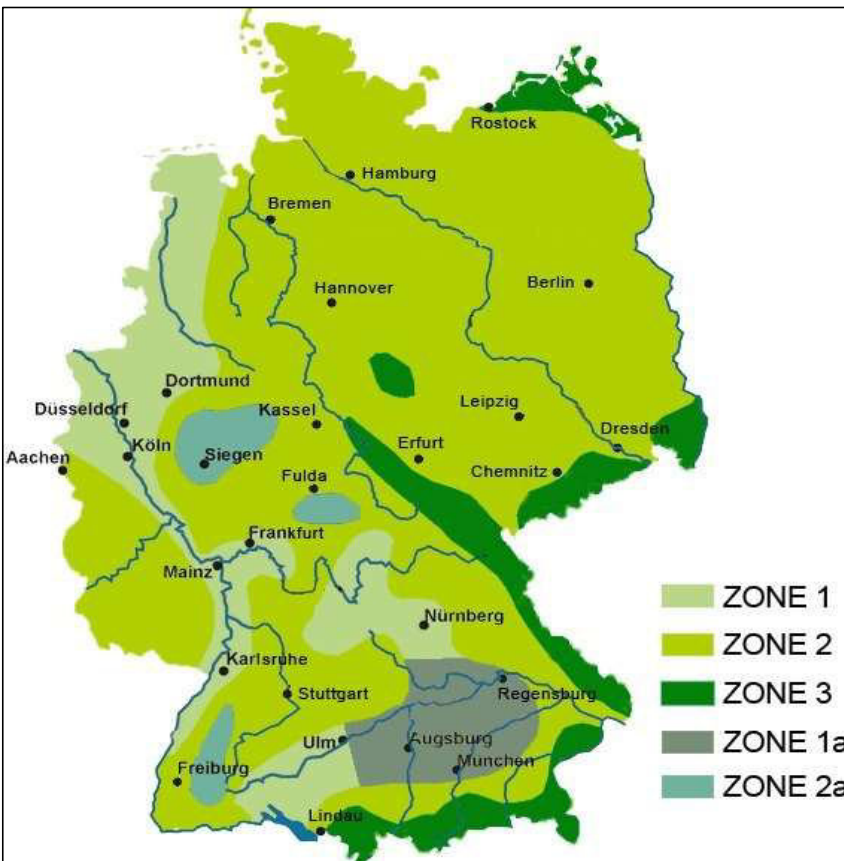 Rostock
Hamburg
Bremen
Berlin
Hannover
Dortmund
Düsseldorf
Kassel
Leipzig
Dresden
Köln
Aachen
Siegen
Erfurt
Chemnitz
Fulda
Frankfurt
Mainz
ZONE 1
Nürnberg
ZONE 2
Karlsruhe
Stuttgart
Regensburg
ZONE 3
Ulm
Augsburg
ZONE 1a
Freiburg
Munchen
ZONE 2a
Lindau